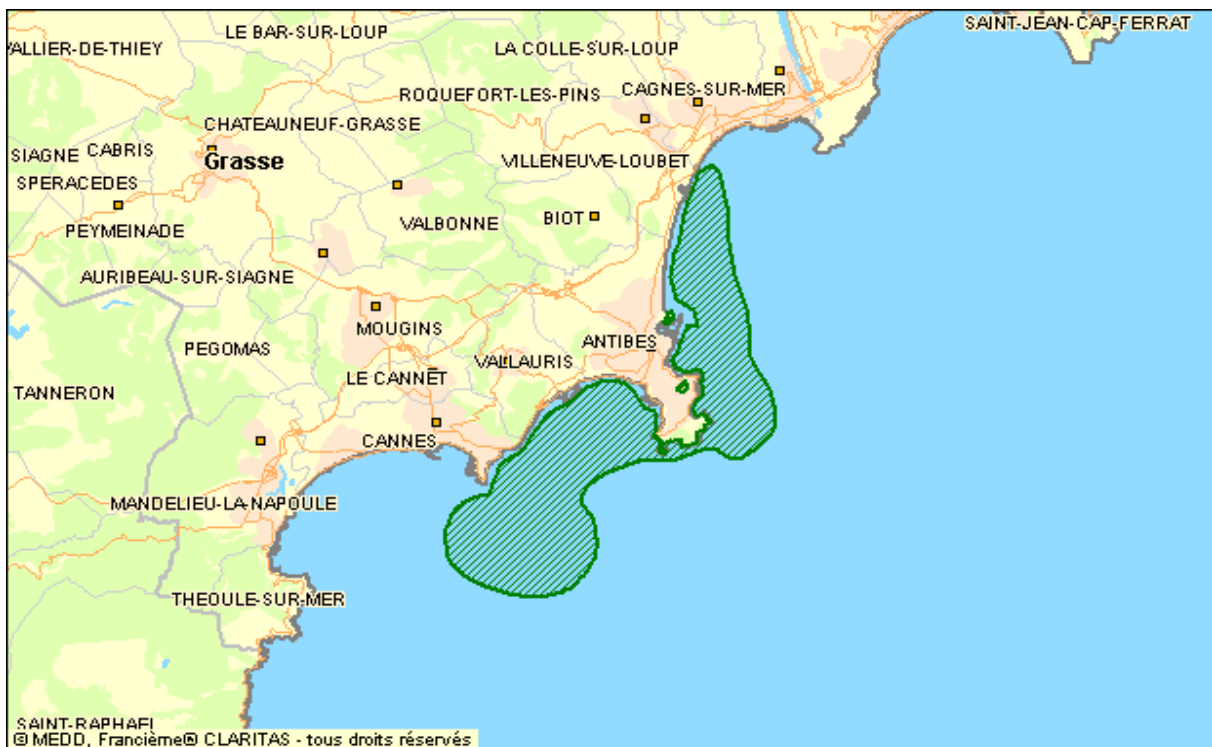 SAINT-JEAN-CAP-FERRAT
LE BAR-SUR-LOUP
VALLIER-DE-THIEY
LA COLLE-SUR-LOUP
CAGNES-SUR-MER
ROQUEFORT-LES-PINS
CHATEAUNEUF-GRASSE
SIAGNE
CABRIS
Grasse
VILLENEUVE-LOUBET
SPERACEDES
BIOT
VALBONNE
PEYMEINADE
AURIBEAU-SUR-SIAGNE
MOUGINS
ANTIBES
PEGOMAS
VALLAURIS
LE CANNET
TANNERON
CANNES
MANDELIEU-LA-NAPOULE
THEOULE-SUR-MER
SAINT-RAPHAEL
© MEDD, Francième® CLARITAS - tous droits réservés